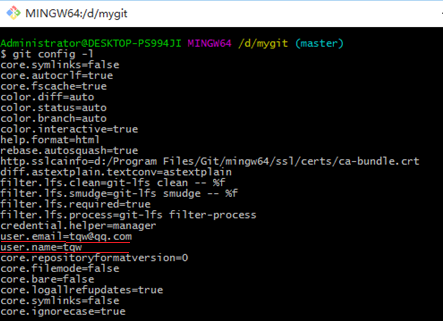 MINGW64:/d/mygit
Administrator@DESKTOP-PS994JI MINGW64 /d/mygit (master)
$ git config -l
core.symlinks=false
core.autocrlf=true
core.fscache=true
color.diff=auto
color.status=auto
color.branch=auto
color.interactive=true
help.format=html
rebase.autosquash=true
http.sslcainfo=d:/Program Files/Git/mingw64/ssl/certs/ca-bundle.crt
diff.astextplain.textconv=astextplain
filter.lfs.clean=git-lfs clean -- %f
filter.lfs.smudge=git-lfs smudge -- %f
filter.lfs.required=true
filter.lfs.process=git-lfs filter-process
credential.helper=manager
user.email=tqw@qq.com
user.name=tqw
core.repositoryformatversion=0
core.filemode=false
core.bare=false
core.logallrefupdates=true
core.symlinks=false
core.ignorecase=true